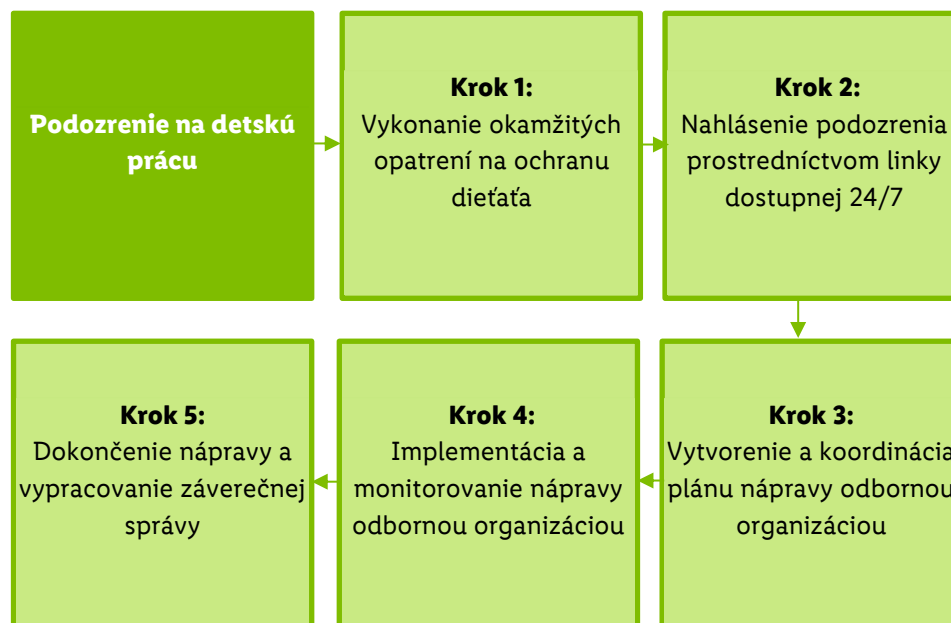 Podozrenie na detskú
prácu
Krok 1:
Vykonanie okamžitých
opatrení na ochranu
dieťaťa
Krok 2:
Nahlásenie podozrenia
prostredníctvom linky
dostupnej 24/7
Krok 3:
Vytvorenie a koordinácia
plánu nápravy odbornou
organizáciou
Krok 4:
Implementácia a
monitorovanie nápravy
odbornou organizáciou
Krok 5:
Dokončenie nápravy a
vypracovanie záverečnej
správy